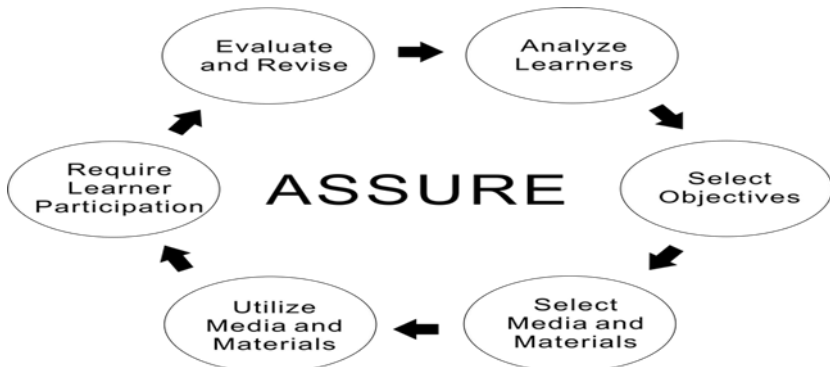 Evaluate
and Revise
Analyze
Learners
Require
Learner
Participation
ASSURE
Select
Objectives
Utilize
Media and
Materials
Select
Media and
Materials